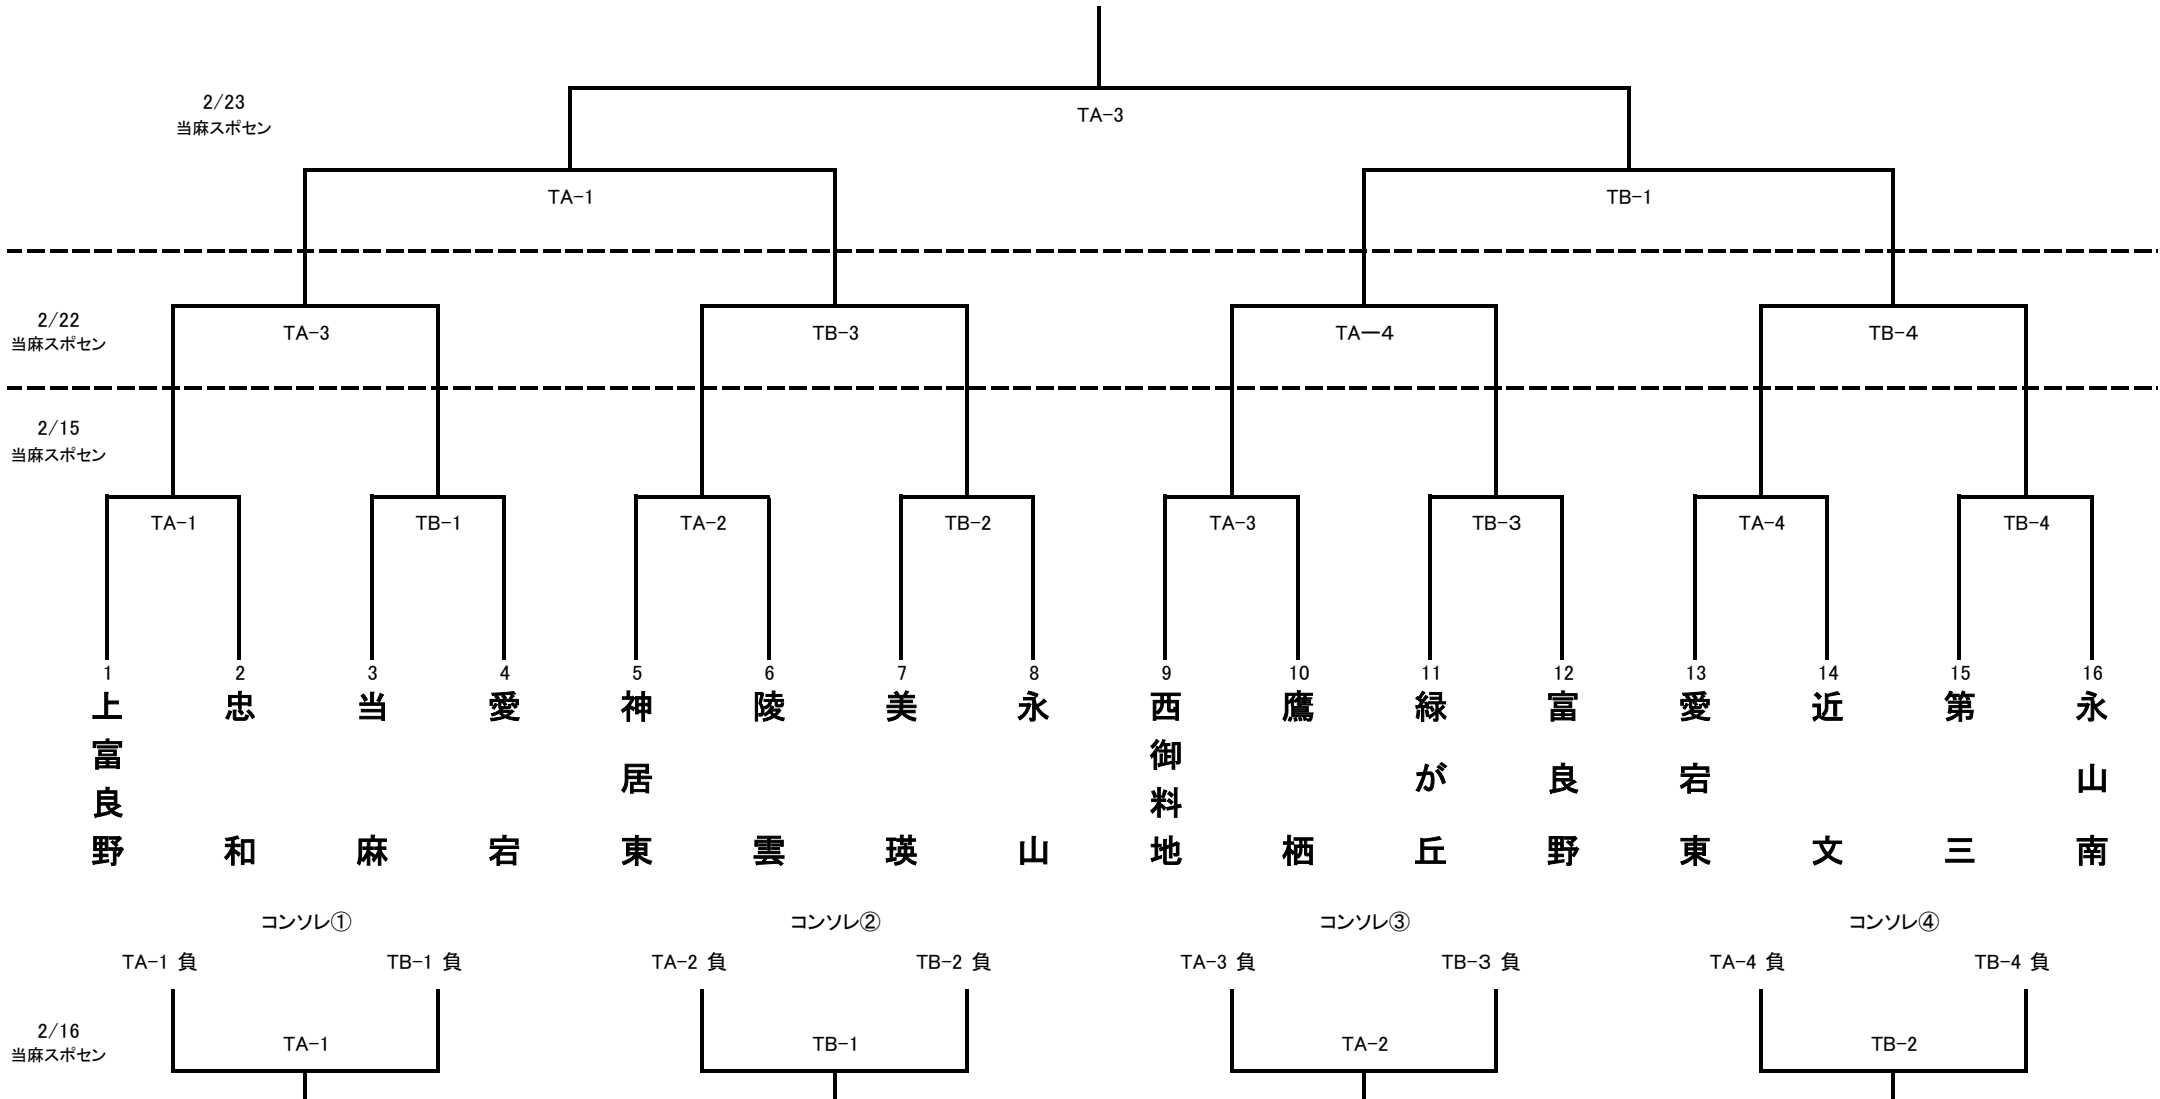 2/23
当麻スポセン
TA-3
TA-1
TB-1
2/22
当麻スポセン
TA-3
TB-3
TAー4
TB-4
2/15
当麻スポセン
TA-1
TB-1
TA-2
TB-2
TA-3
TB-3
TA-4
TB-4
1
2
3
4
5
6
7
8
9
10
11
12
13
14
15
16
上富良野
忠和
当麻
愛宕
神居東
陵雲
美瑛
永山
西御料地
鷹栖
緑が丘
富良野
愛宕東
近文
第三
永山南
コンソレ①
コンソレ②
コンソレ③
コンソレ④
TA-1 負
TB-1 負
TA-2 負
TB-2 負
TA-3 負
TB-3 負
TA-4 負
TB-4 負
2/16
当麻スポセン
TA-1
TB-1
TA-2
TB-2